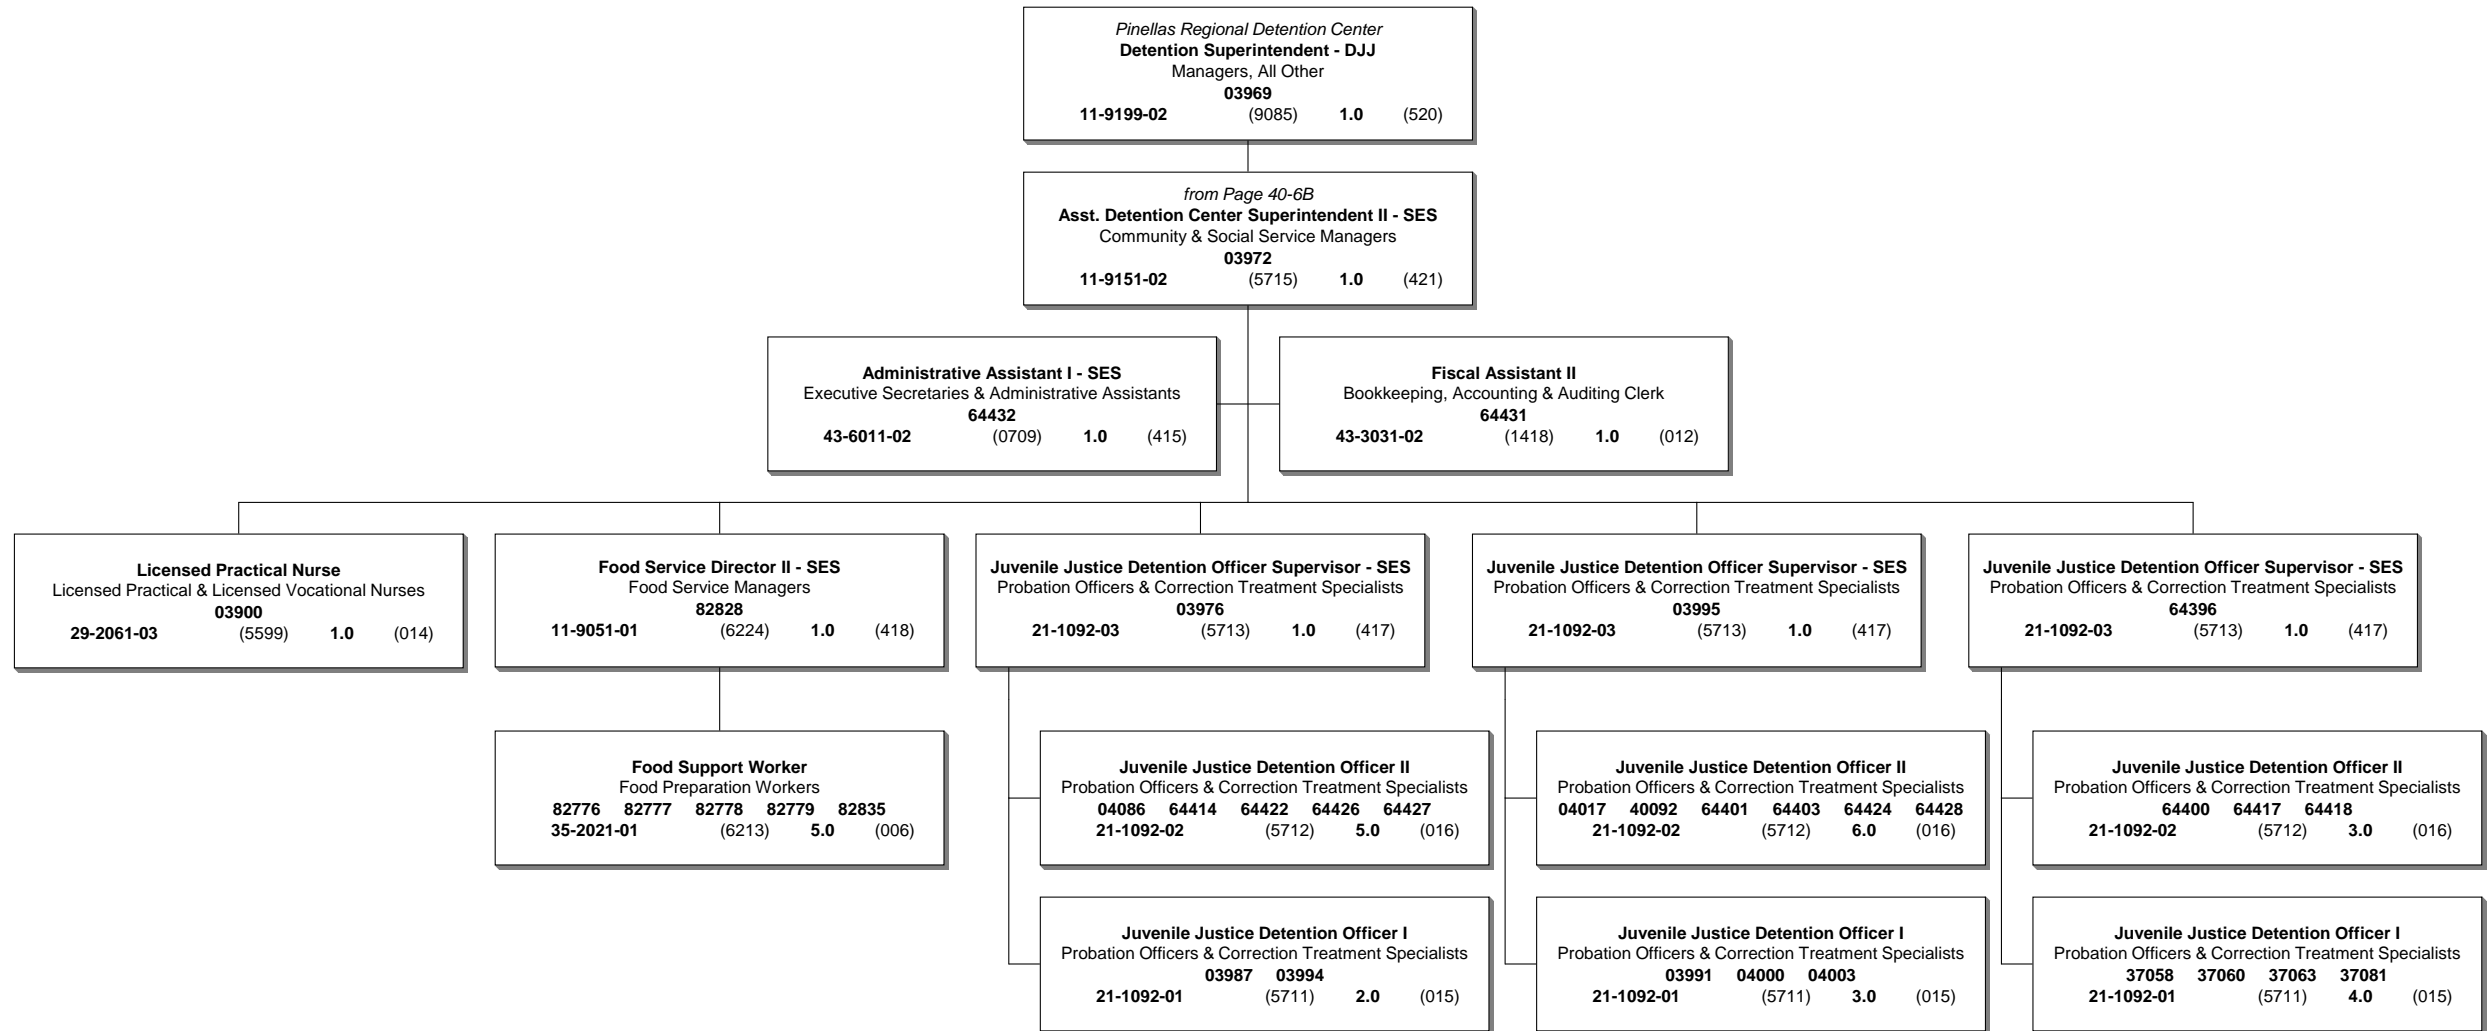 Pinellas Regional Detention Center
Detention Superintendent - DJJ
Managers, All Other
03969
11-9199-02 (9085) 1.0 (520)
from Page 40-6B
Asst. Detention Center Superintendent II - SES
Community & Social Service Managers
03972
11-9151-02 (5715) 1.0 (421)
Administrative Assistant I - SES
Executive Secretaries & Administrative Assistants
64432
43-6011-02 (0709) 1.0 (415)
Fiscal Assistant II
Bookkeeping, Accounting & Auditing Clerk
64431
43-3031-02 (1418) 1.0 (012)
Licensed Practical Nurse
Licensed Practical & Licensed Vocational Nurses
03900
29-2061-03 (5599) 1.0 (014)
Food Service Director II - SES
Food Service Managers
82828
11-9051-01 (6224) 1.0 (418)
Juvenile Justice Detention Officer Supervisor - SES
Probation Officers & Correction Treatment Specialists
03976
21-1092-03 (5713) 1.0 (417)
Juvenile Justice Detention Officer Supervisor - SES
Probation Officers & Correction Treatment Specialists
03995
21-1092-03 (5713) 1.0 (417)
Juvenile Justice Detention Officer Supervisor - SES
Probation Officers & Correction Treatment Specialists
64396
21-1092-03 (5713) 1.0 (417)
Food Support Worker
Food Preparation Workers
82776 82777 82778 82779 82835
35-2021-01 (6213) 5.0 (006)
Juvenile Justice Detention Officer II
Probation Officers & Correction Treatment Specialists
04086 64414 64422 64426 64427
21-1092-02 (5712) 5.0 (016)
Juvenile Justice Detention Officer II
Probation Officers & Correction Treatment Specialists
04017 40092 64401 64403 64424 64428
21-1092-02 (5712) 6.0 (016)
Juvenile Justice Detention Officer II
Probation Officers & Correction Treatment Specialists
64400 64417 64418
21-1092-02 (5712) 3.0 (016)
Juvenile Justice Detention Officer I
Probation Officers & Correction Treatment Specialists
03987 03994
21-1092-01 (5711) 2.0 (015)
Juvenile Justice Detention Officer I
Probation Officers & Correction Treatment Specialists
03991 04000 04003
21-1092-01 (5711) 3.0 (015)
Juvenile Justice Detention Officer I
Probation Officers & Correction Treatment Specialists
37058 37060 37063 37081
21-1092-01 (5711) 4.0 (015)